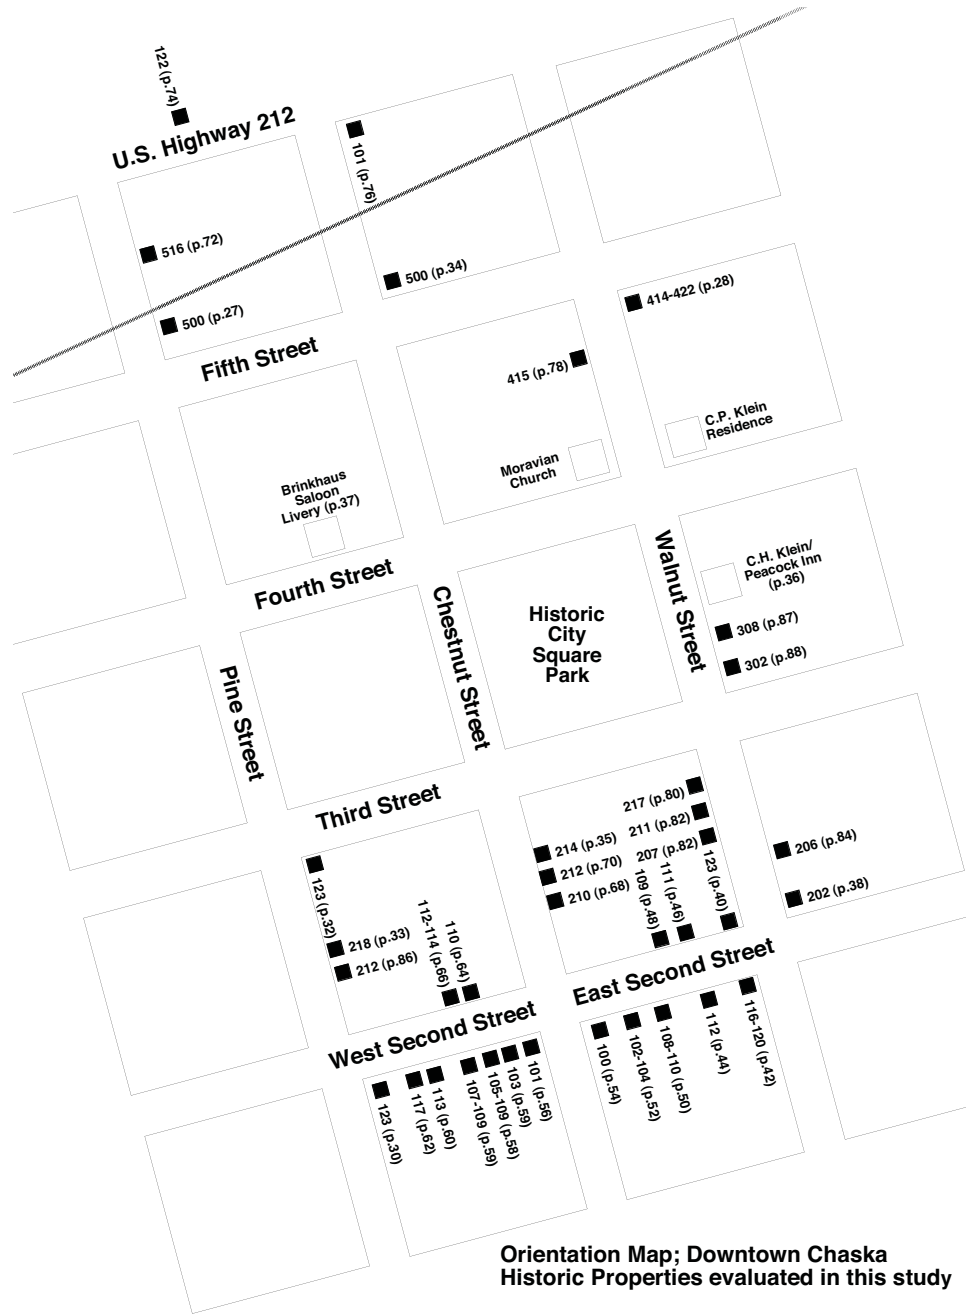 122 (p.74)
U.S. Highway 212
101 (p.76)
516 (p.72)
500 (p.34)
500 (p.27)
414-422 (p.28)
Fifth Street
415 (p.78)
C.P. Klein
Residence
Moravian
Church
Brinkhaus
Saloon
Livery (p.37)
Fourth Street
Chestnut Street
Walnut Street
C.H. Klein/
Peacock Inn
(p.36)
308 (p.87)
302 (p.88)
Historic
City
Square
Park
Pine Street
Third Street
217 (p.80)
211 (p.82)
207 (p.82)
214 (p.35)
212 (p.70)
210 (p.68)
109 (p.48)
111 (p.46)
123 (p.40)
206 (p.84)
202 (p.38)
123 (p.32)
218 (p.33)
212 (p.86)
112-114 (p.66)
110 (p.64)
East Second Street
West Second Street
100 (p.54)
102-104 (p.52)
108-110 (p.50)
112 (p.44)
116-120 (p.42)
123 (p.30)
117 (p.62)
113 (p.60)
107-109 (p.59)
105-109 (p.58)
103 (p.59)
101 (p.56)
Orientation Map; Downtown Chaska
Historic Properties evaluated in this study